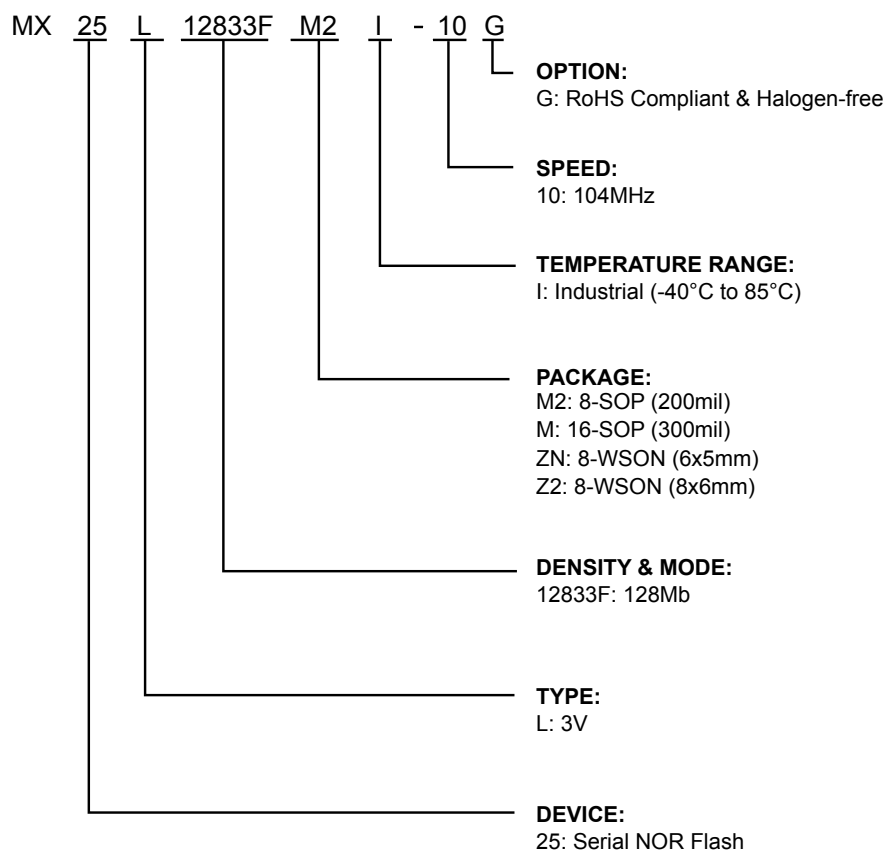 MX 25 L 12833F M2 I - 10 G
OPTION:
G: RoHS Compliant & Halogen-free
SPEED:
10: 104MHz
TEMPERATURE RANGE:
I: Industrial (-40°C to 85°C)
PACKAGE:
M2: 8-SOP (200mil)
M: 16-SOP (300mil)
ZN: 8-WSON (6x5mm)
Z2: 8-WSON (8x6mm)
DENSITY & MODE:
12833F: 128Mb
TYPE:
L: 3V
DEVICE:
25: Serial NOR Flash